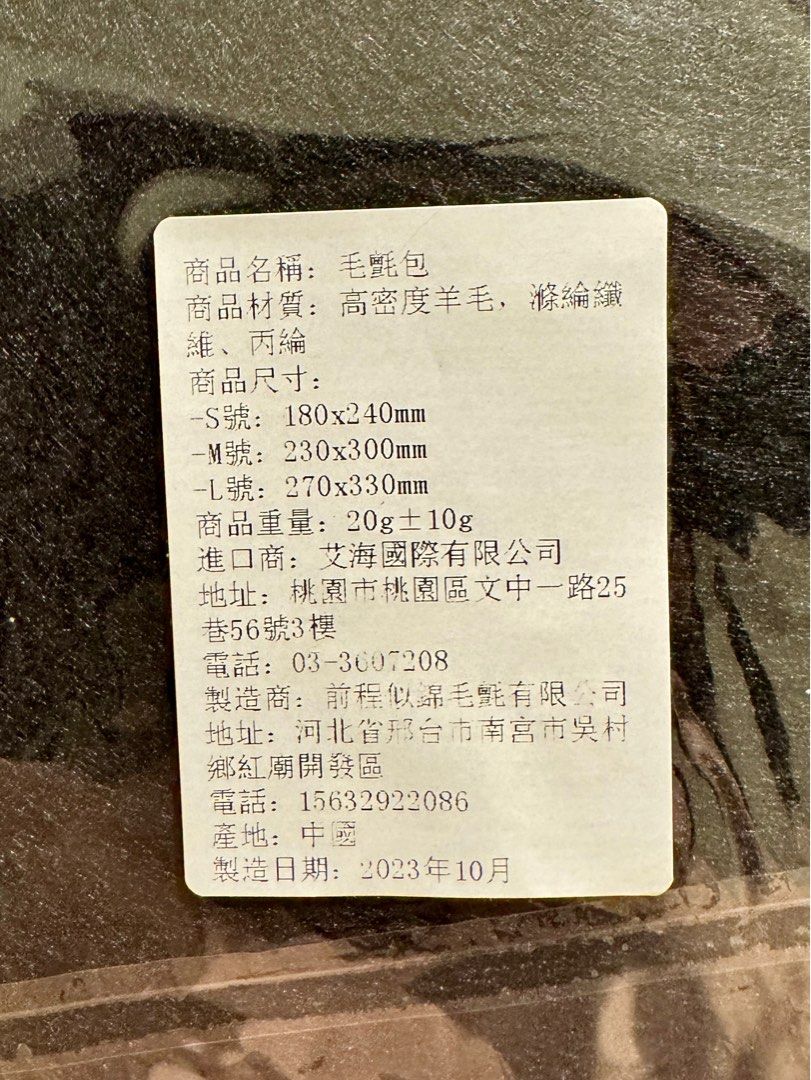 商品名稱：毛氈包
商品材質：高密度羊毛，滌綸纖
維、丙綸
商品尺寸：
-S號：180x240mm
-M號：230x300mm
-L號：270x330mm
商品重量：20g±10g
進口商：艾海國際有限公司
地址：桃園市桃園區文中一路25
巷56號3樓
電話：03-3607208
製造商：前程似錦毛氈有限公司
地址：河北省邢台市南宮市吳村
鄉紅廟開發區
電話：15632922086
產地：中國
製造日期：2023年10月